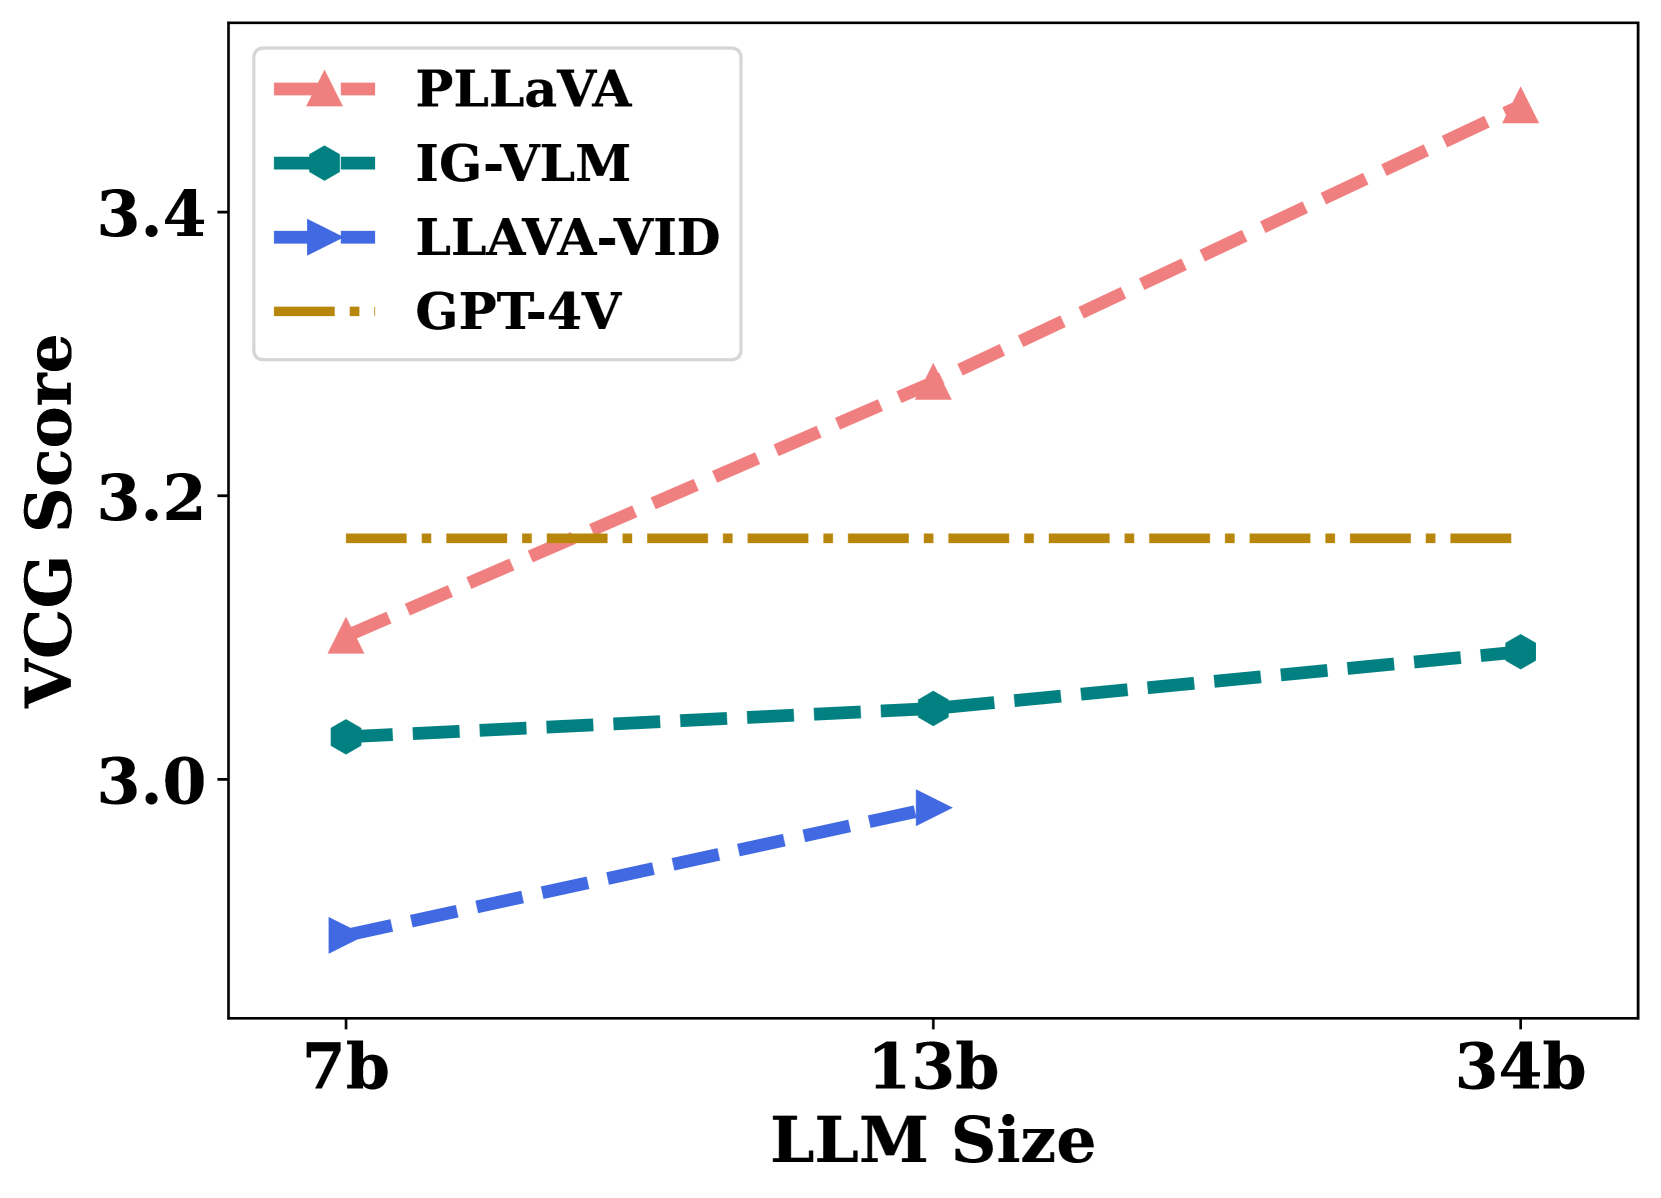 PLLaVA
IG-VLM
LLAVA-VID
GPT-4V
3.4
3.2
3.0
VCG Score
7b
13b
34b
LLM Size